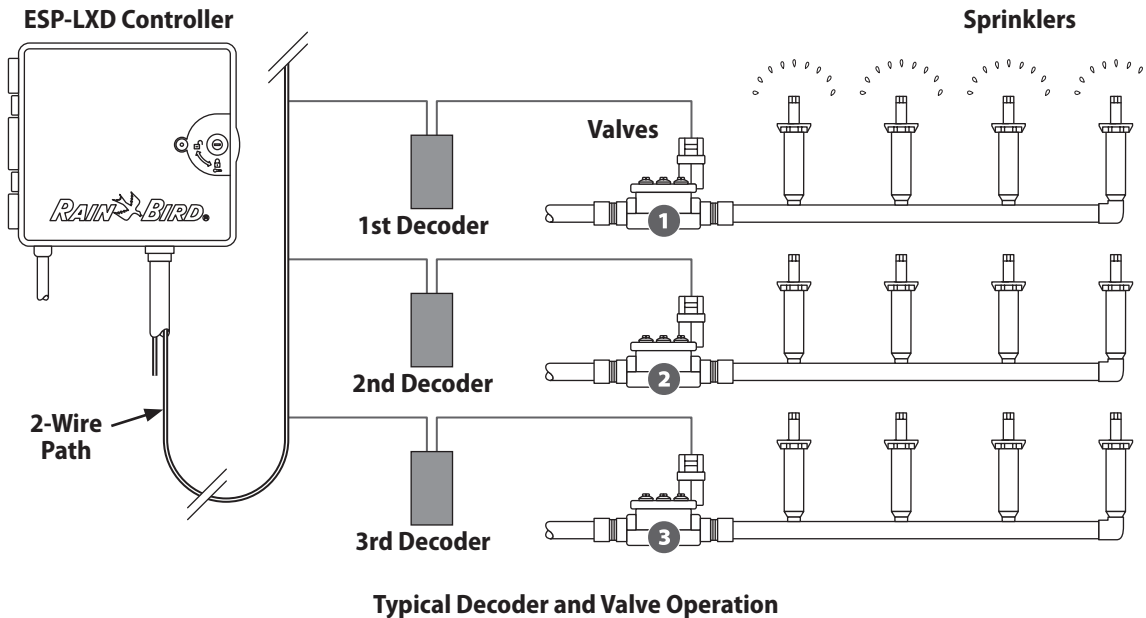 ESP-LXD Controller
Sprinklers
Valves
RAIN BIRD®
1st Decoder
1
2nd Decoder
2
2-Wire
Path
3rd Decoder
3
Typical Decoder and Valve Operation